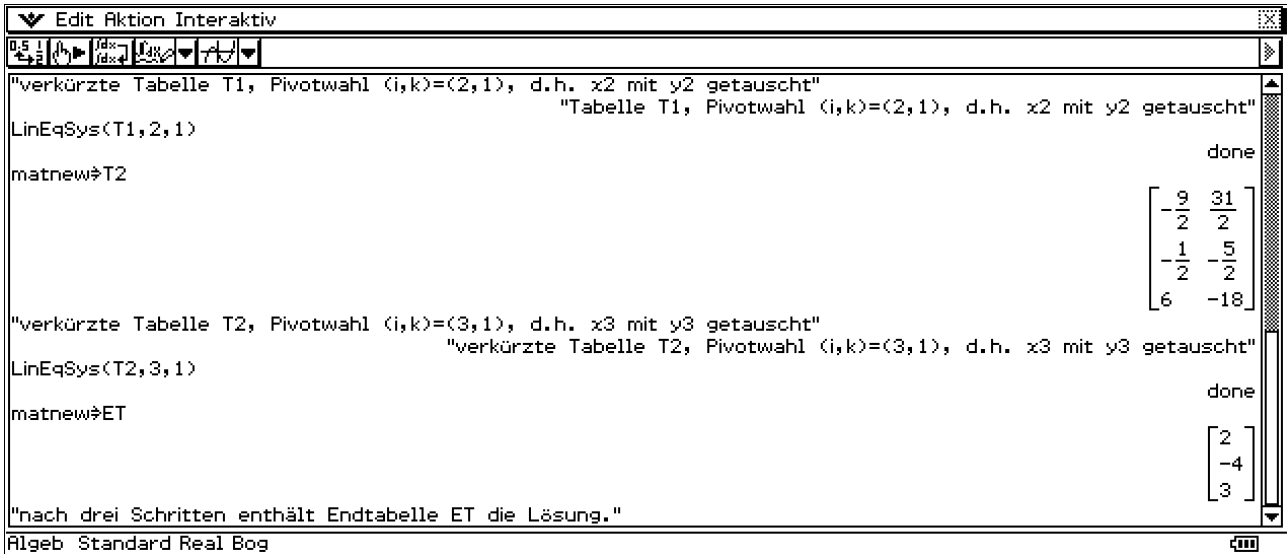 Edit Aktion Interaktiv
"verkürzte Tabelle T1, Pivotwahl (i,k)=(2,1), d.h. x2 mit y2 getauscht"
"Tabelle T1, Pivotwahl (i,k)=(2,1), d.h. x2 mit y2 getauscht"
LinEqSys(T1,2,1)
done
matnew⇒T2
[-9/2 31/2
-1/2 -5/2
6 -18]
"verkürzte Tabelle T2, Pivotwahl (i,k)=(3,1), d.h. x3 mit y3 getauscht"
"verkürzte Tabelle T2, Pivotwahl (i,k)=(3,1), d.h. x3 mit y3 getauscht"
LinEqSys(T2,3,1)
done
matnew⇒ET
[2
-4
3]
"nach drei Schritten enthält Endtabelle ET die Lösung."
Algeb Standard Real Bog